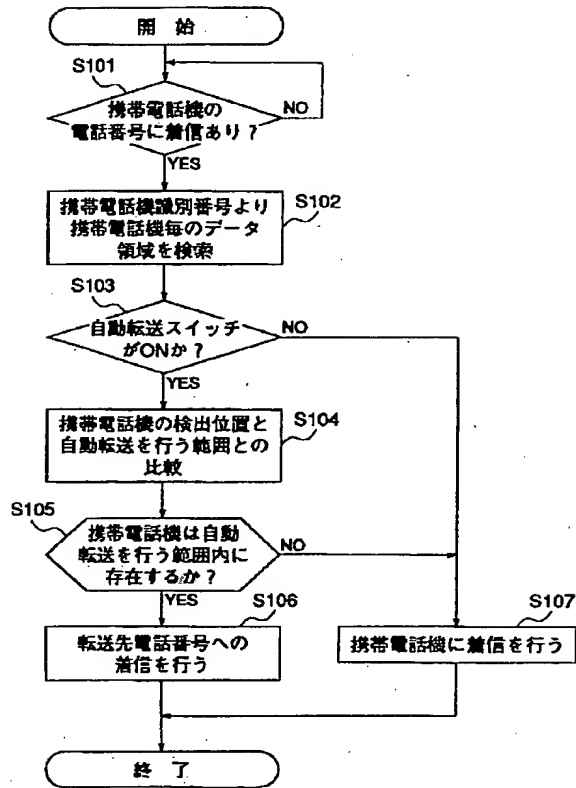 開始
S101
携帯電話機の
電話番号に着信あり？
NO
YES
S102
携帯電話機識別番号より
携帯電話機毎のデータ
領域を検索
S103
自動転送スイッチ
がONか？
NO
YES
S104
携帯電話機の検出位置と
自動転送を行う範囲との
比較
S105
携帯電話機は自動
転送を行う範囲内に
存在するか？
NO
YES
S106
転送先電話番号への
着信を行う
S107
携帯電話機に着信を行う
終了